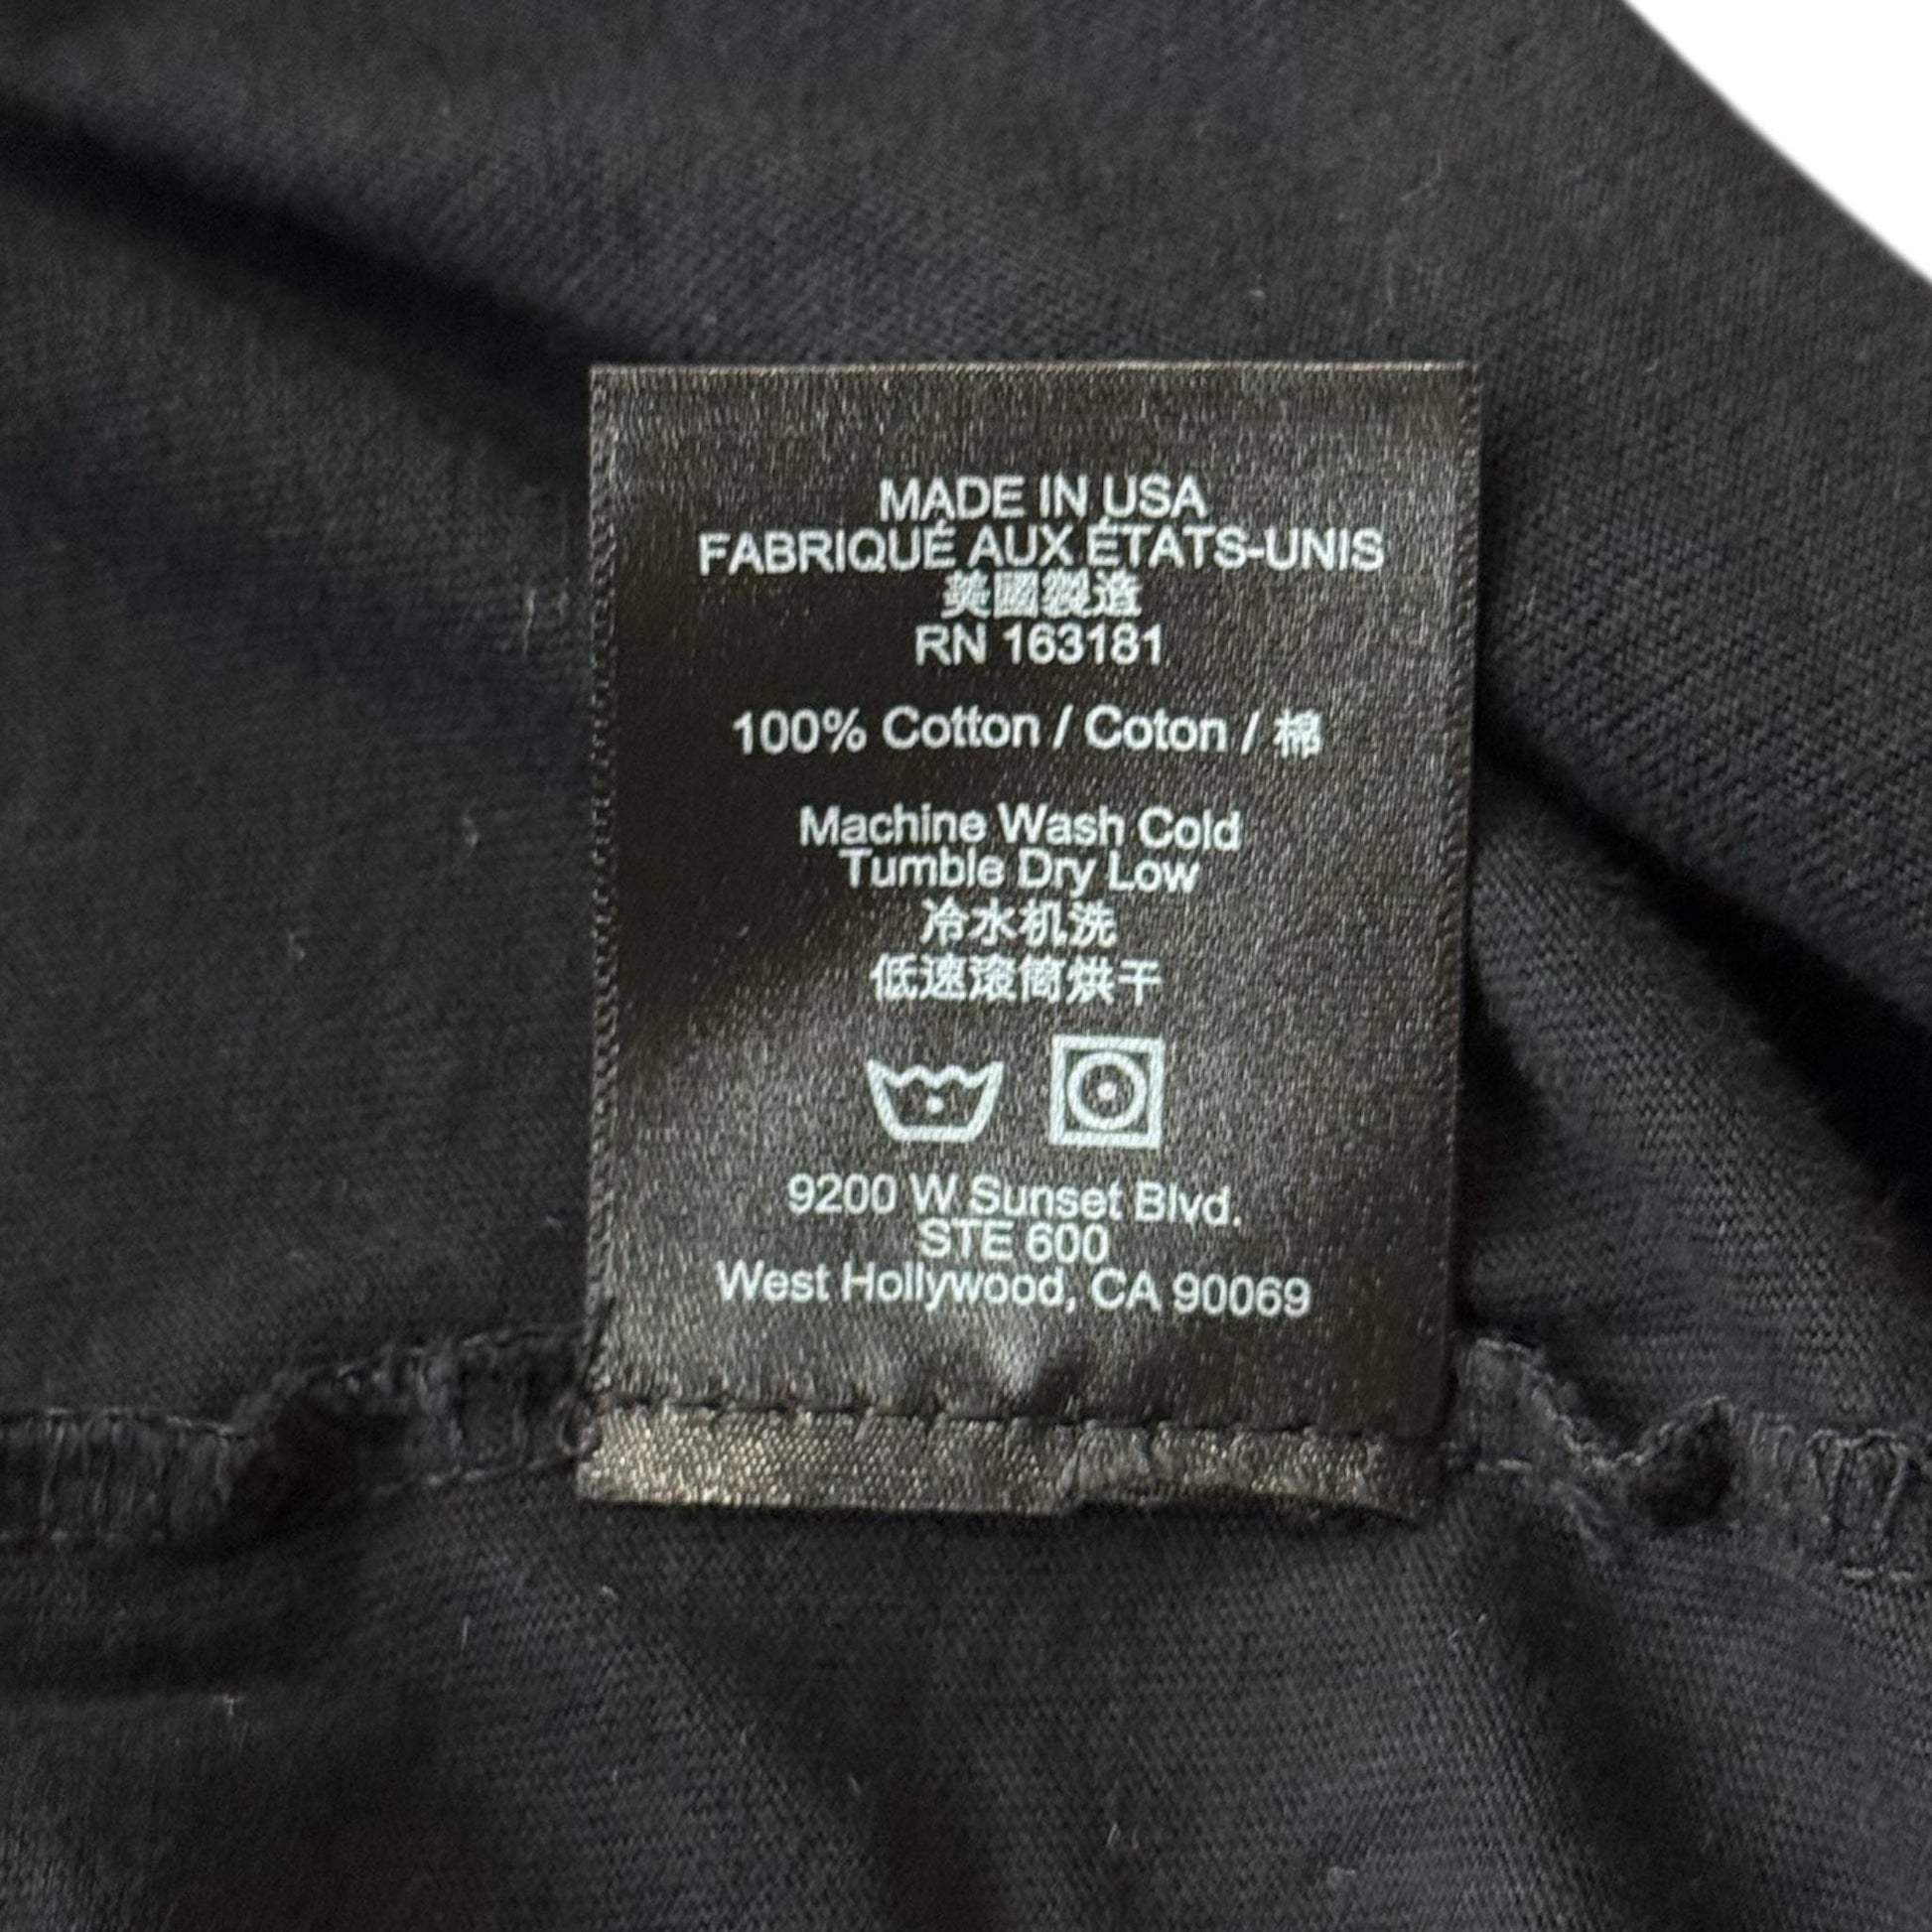 MADE IN USA
FABRIQUÉ AUX ÉTATS-UNIS
美國製造
RN 163181
100% Cotton / Coton / 棉
Machine Wash Cold
Tumble Dry Low
冷水机洗
低速滚筒烘干
9200 W Sunset Blvd.
STE 600
West Hollywood, CA 90069